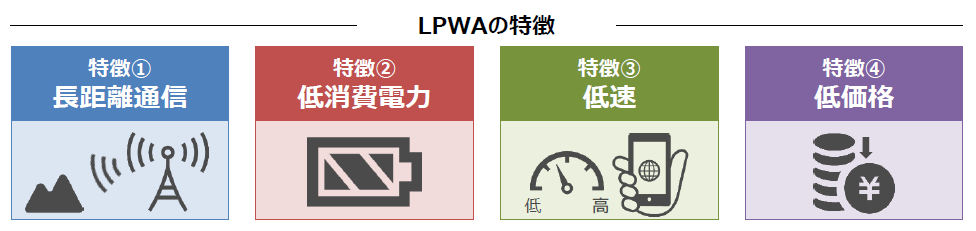 LPWAの特徴
特徴①
長距離通信
特徴②
低消費電力
特徴③
低速
低 高
特徴④
低価格
¥